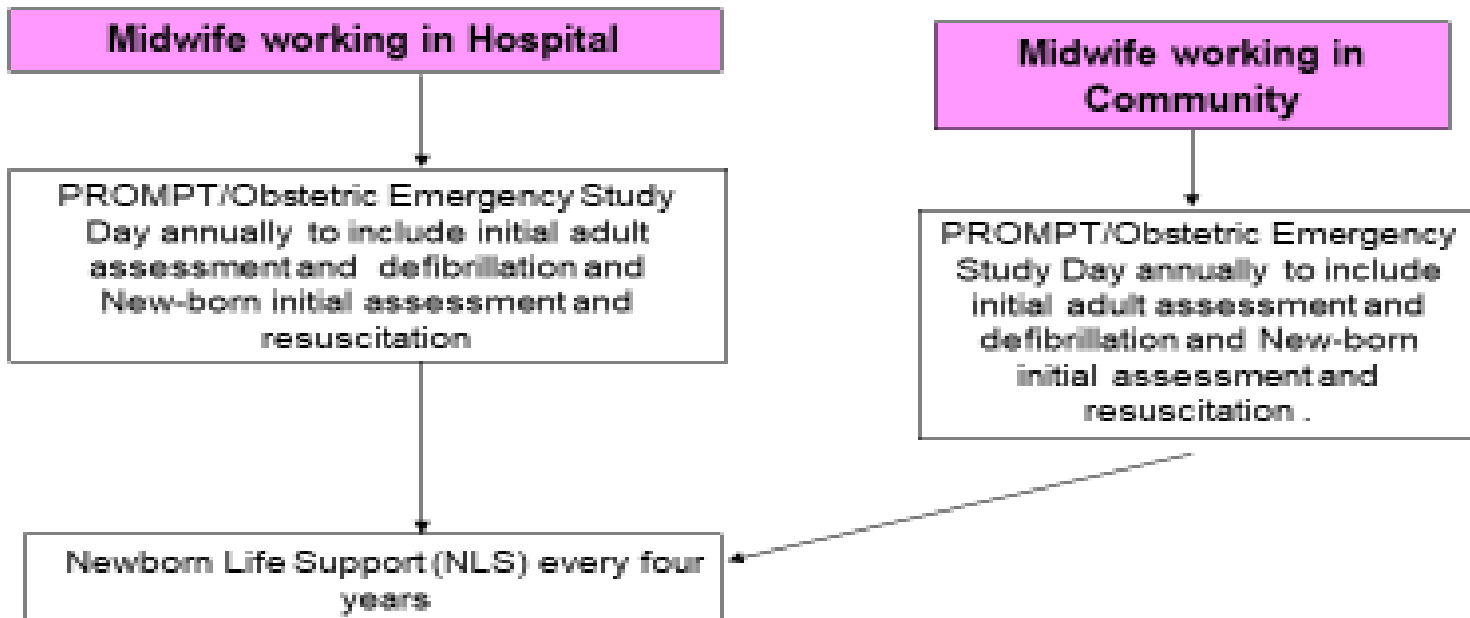 Midwife working in Hospital
PROMPT/Obstetric Emergency Study
Day annually to include initial adult
assessment and defibrillation and
New-born initial assessment and
resuscitation
Midwife working in
Community
PROMPT/Obstetric Emergency
Study Day annually to include
initial adult assessment and
defibrillation and New-born
initial assessment and
resuscitation .
Newborn Life Support (NLS) every four
years